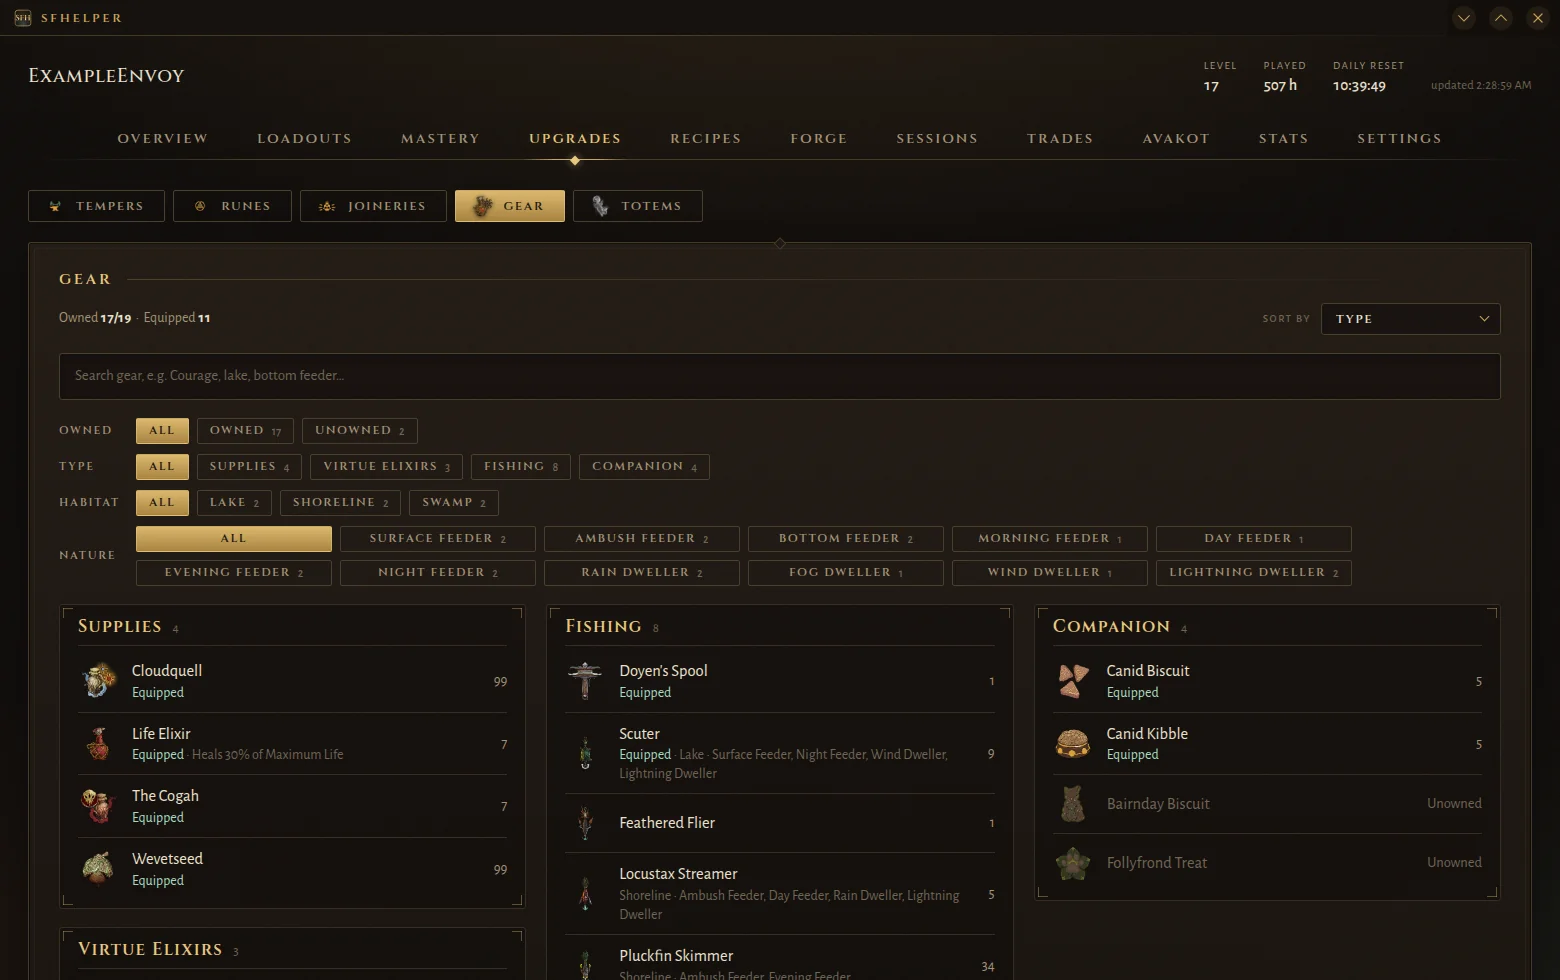 SFHELPER
ExampleEnvoy
LEVEL
17
PLAYED
507 h
DAILY RESET
10:39:49
updated 2:28:59 AM
OVERVIEW
LOADOUTS
MASTERY
UPGRADES
RECIPES
FORGE
SESSIONS
TRADES
AVAKOT
STATS
SETTINGS
TEMPERS
RUNES
JOINERIES
GEAR
TOTEMS
GEAR
Owned 17/19 · Equipped 11
SORT BY
TYPE
Search gear, e.g. Courage, lake, bottom feeder...
OWNED
ALL
OWNED 17
UNOWNED 2
TYPE
ALL
SUPPLIES 4
VIRTUE ELIXIRS 3
FISHING 8
COMPANION 4
HABITAT
ALL
LAKE 2
SHORELINE 2
SWAMP 2
NATURE
ALL
SURFACE FEEDER 2
AMBUSH FEEDER 2
BOTTOM FEEDER 2
MORNING FEEDER 1
DAY FEEDER 1
EVENING FEEDER 2
NIGHT FEEDER 2
RAIN DWELLER 2
FOG DWELLER 1
WIND DWELLER 1
LIGHTNING DWELLER 2
Supplies 4
Cloudquell
Equipped
99
Life Elixir
Equipped · Heals 30% of Maximum Life
7
The Cogah
Equipped
7
Wevetseed
Equipped
99
Virtue Elixirs 3
Fishing 8
Doyen's Spool
Equipped
1
Scuter
Equipped · Lake · Surface Feeder, Night Feeder, Wind Dweller,
Lightning Dweller
9
Feathered Flier
1
Locustax Streamer
Shoreline · Ambush Feeder, Day Feeder, Rain Dweller, Lightning
Dweller
5
Pluckfin Skimmer
Shoreline · Ambush Feeder, Evening Feeder
34
Companion 4
Canid Biscuit
Equipped
5
Canid Kibble
Equipped
5
Bairnday Biscuit
Unowned
Follyfrond Treat
Unowned